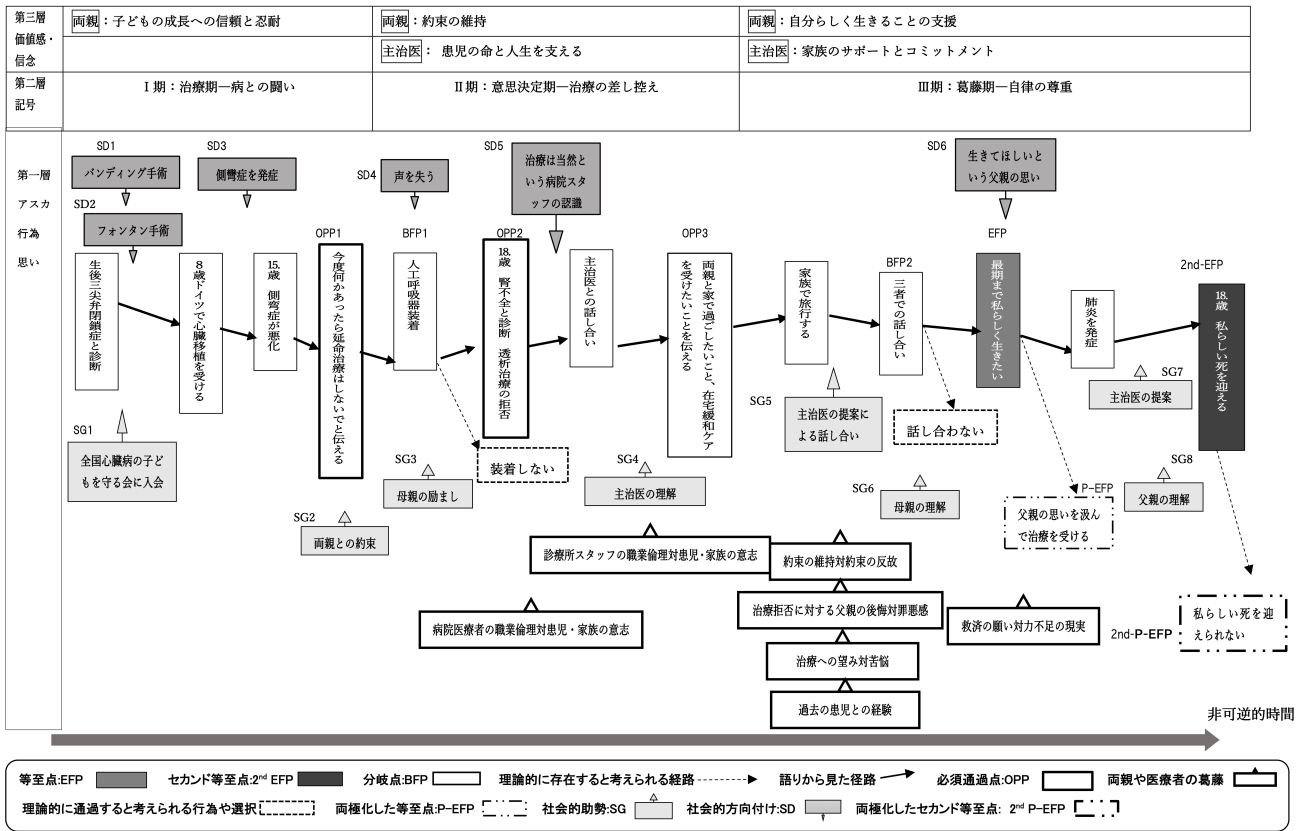 第三層
価値感・
信念
両親：子どもの成長への信頼と忍耐
両親：約束の維持
両親：自分らしく生きることの支援
主治医： 患児の命と人生を支える
主治医：家族のサポートとコミットメント
第二層
記号
Ⅰ期：治療期―病との闘い
Ⅱ期：意思決定期―治療の差し控え
Ⅲ期：葛藤期―自律の尊重
第一層
アスカ
行為
思い
SD1
バンディング手術
SD2
フォンタン手術
SD3
側彎症を発症
SD4
声を失う
SD5
治療は当然と
いう病院スタ
ッフの認識
SD6
生きてほしいと
いう父親の思い
生後三尖弁閉鎖症と診断
8歳ドイツで心臓移植を受ける
15歳 側彎症が悪化
OPP1
今度何かあったら延命治療はしないでと伝える
BFP1
人工呼吸器装着
OPP2
18歳 腎不全と診断 透析治療の拒否
主治医との話し合い
OPP3
両親と家で過ごしたいこと、在宅緩和ケア
を受けたいことを伝える
家族で旅行する
BFP2
三者での話し合い
EFP
最期まで私らしく生きたい
肺炎を発症
2nd-EFP
18歳 私らしい死を迎える
SG1
全国心臓病の子ど
もを守る会に入会
SG2
両親との約束
SG3
母親の励まし
装着しない
SG4
主治医の理解
SG5
主治医の提案に
よる話し合い
話し合わない
SG6
母親の理解
SG7
主治医の提案
SG8
父親の理解
P-EFP
父親の思いを汲ん
で治療を受ける
診療所スタッフの職業倫理対患児・家族の意志
約束の維持対約束の反故
病院医療者の職業倫理対患児・家族の意志
治療拒否に対する父親の後悔対罪悪感
救済の願い対力不足の現実
治療への望み対苦悩
過去の患児との経験
2nd-P-EFP
私らしい死を迎
えられない
非可逆的時間
等至点:EFP
セカンド等至点:2nd EFP
分岐点:BFP
理論的に存在すると考えられる経路
語りから見た径路
必須通過点:OPP
両親や医療者の葛藤
理論的に通過すると考えられる行為や選択
両極化した等至点:P-EFP
社会的助勢:SG
社会的方向付け:SD
両極化したセカンド等至点: 2nd P-EFP